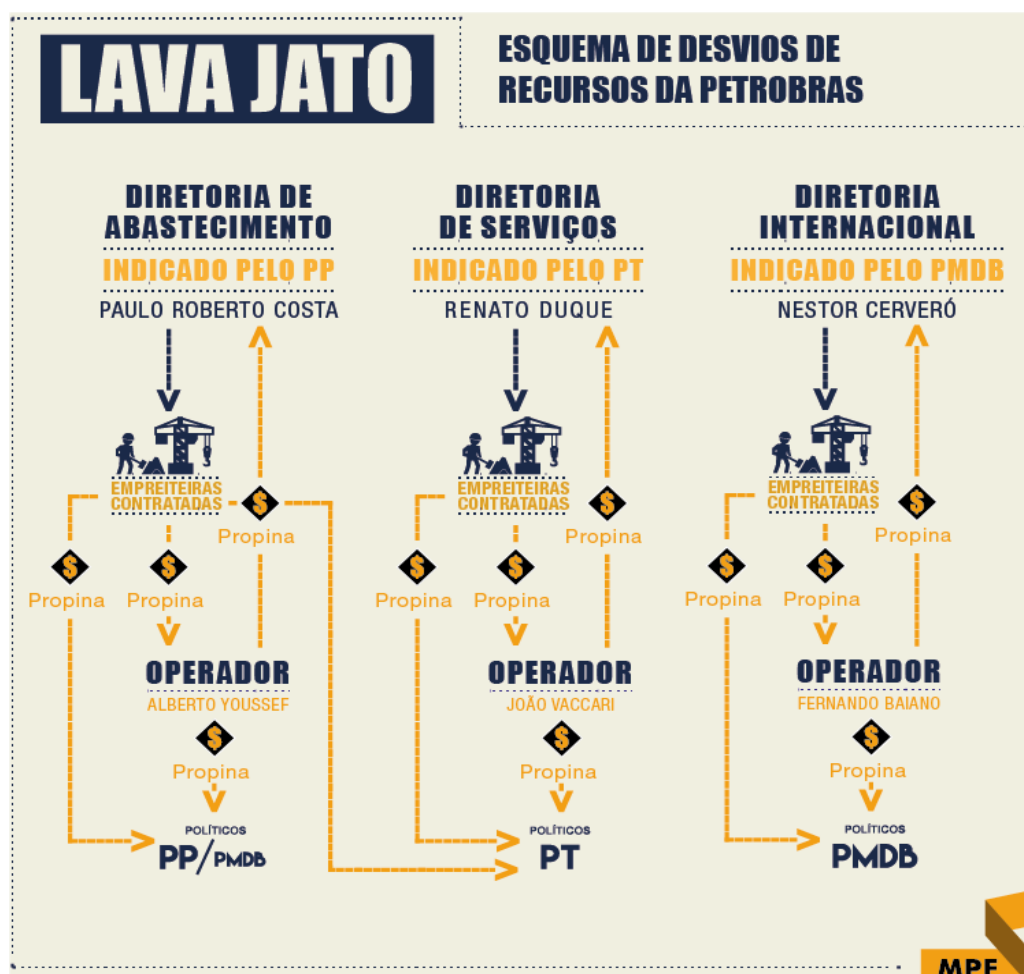 LAVA JATO
ESQUEMA DE DESVIOS DE
RECURSOS DA PETROBRAS
DIRETORIA DE
ABASTECIMENTO
INDICADO PELO PP
PAULO ROBERTO COSTA
EMPREITEIRAS
CONTRATADAS
$
Propina
$
Propina
$
Propina
OPERADOR
ALBERTO YOUSSEF
$
Propina
POLÍTICOS
PP/PMDB
DIRETORIA
DE SERVIÇOS
INDICADO PELO PT
RENATO DUQUE
EMPREITEIRAS
CONTRATADAS
$
Propina
$
Propina
$
Propina
OPERADOR
JOÃO VACCARI
$
Propina
POLÍTICOS
PT
DIRETORIA
INTERNACIONAL
INDICADO PELO PMDB
NESTOR CERVERÓ
EMPREITEIRAS
CONTRATADAS
$
Propina
$
Propina
$
Propina
OPERADOR
FERNANDO BAIANO
$
Propina
POLÍTICOS
PMDB
MPF